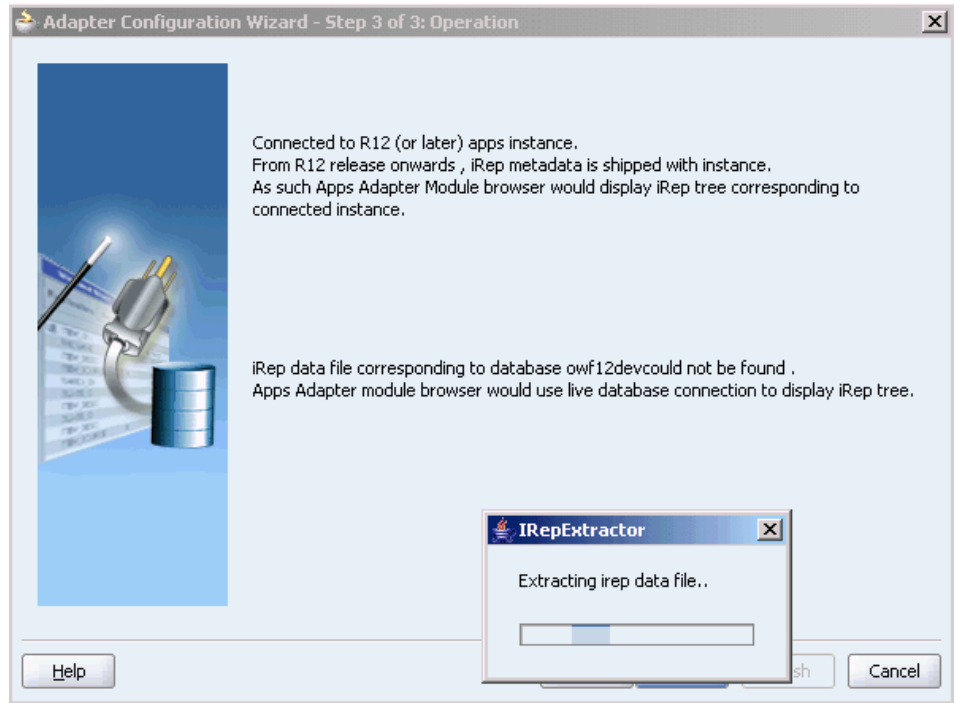 Adapter Configuration Wizard - Step 3 of 3: Operation
Connected to R12 (or later) apps instance.
From R12 release onwards , iRep metadata is shipped with instance.
As such Apps Adapter Module browser would display iRep tree corresponding to
connected instance.
iRep data file corresponding to database owf12devcould not be found .
Apps Adapter module browser would use live database connection to display iRep tree.
IRepExtractor
Extracting irep data file..
Help
sh
Cancel